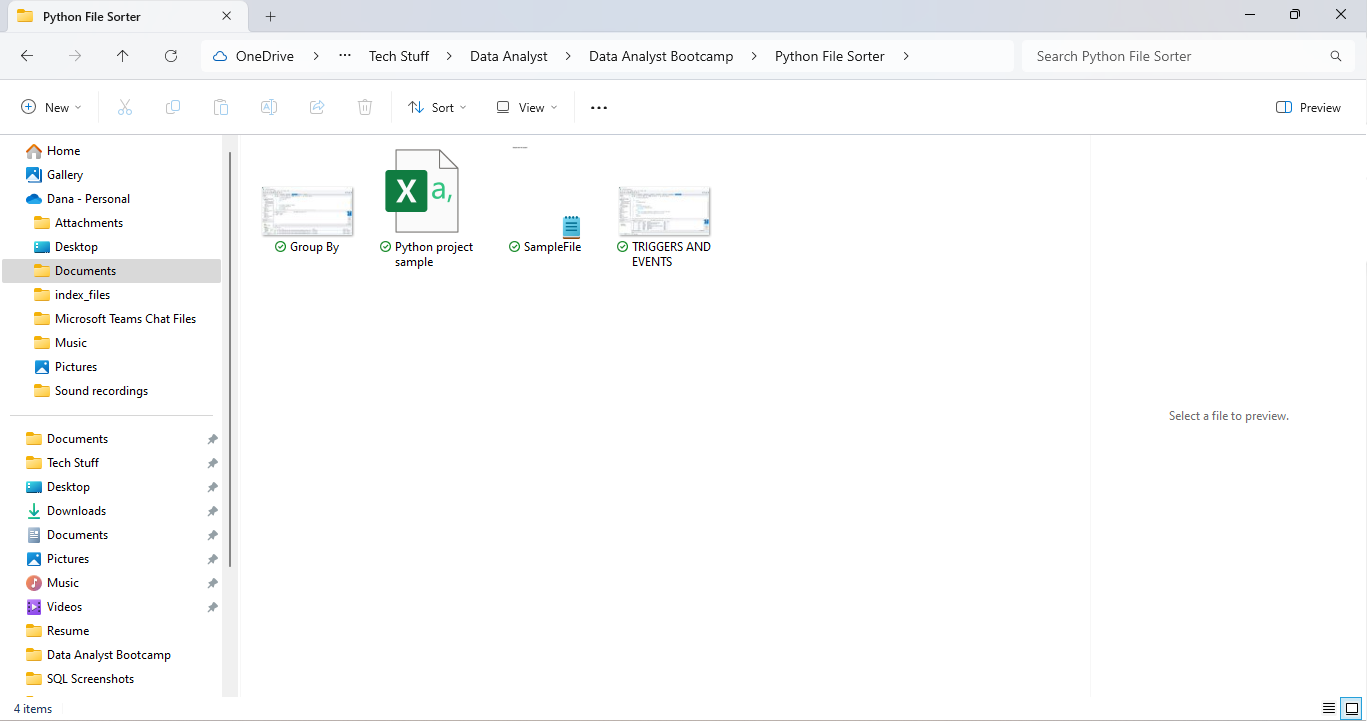 Python File Sorter
OneDrive
Tech Stuff
Data Analyst
Data Analyst Bootcamp
Python File Sorter
Search Python File Sorter
New
Sort
View
Preview
Home
Gallery
Dana - Personal
Attachments
Desktop
Documents
index_files
Microsoft Teams Chat Files
Music
Pictures
Sound recordings
Documents
Tech Stuff
Desktop
Downloads
Documents
Pictures
Music
Videos
Resume
Data Analyst Bootcamp
SQL Screenshots
X a,
Group By
Python project
sample
SampleFile
TRIGGERS AND
EVENTS
Select a file to preview.
4 items